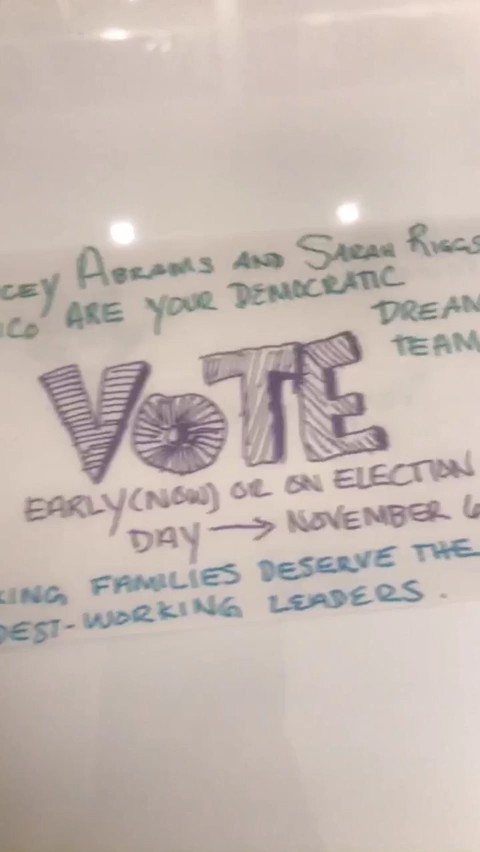 CEY ABRAMS AND SARAH RIGGS
ICO ARE YOUR DEMOCRATIC
DREAM
TEAM
VOTE
EARLY (NOW) OR ON ELECTION
DAY → NOVEMBER 6
KING FAMILIES DESERVE THE
DEST-WORKING LEADERS.